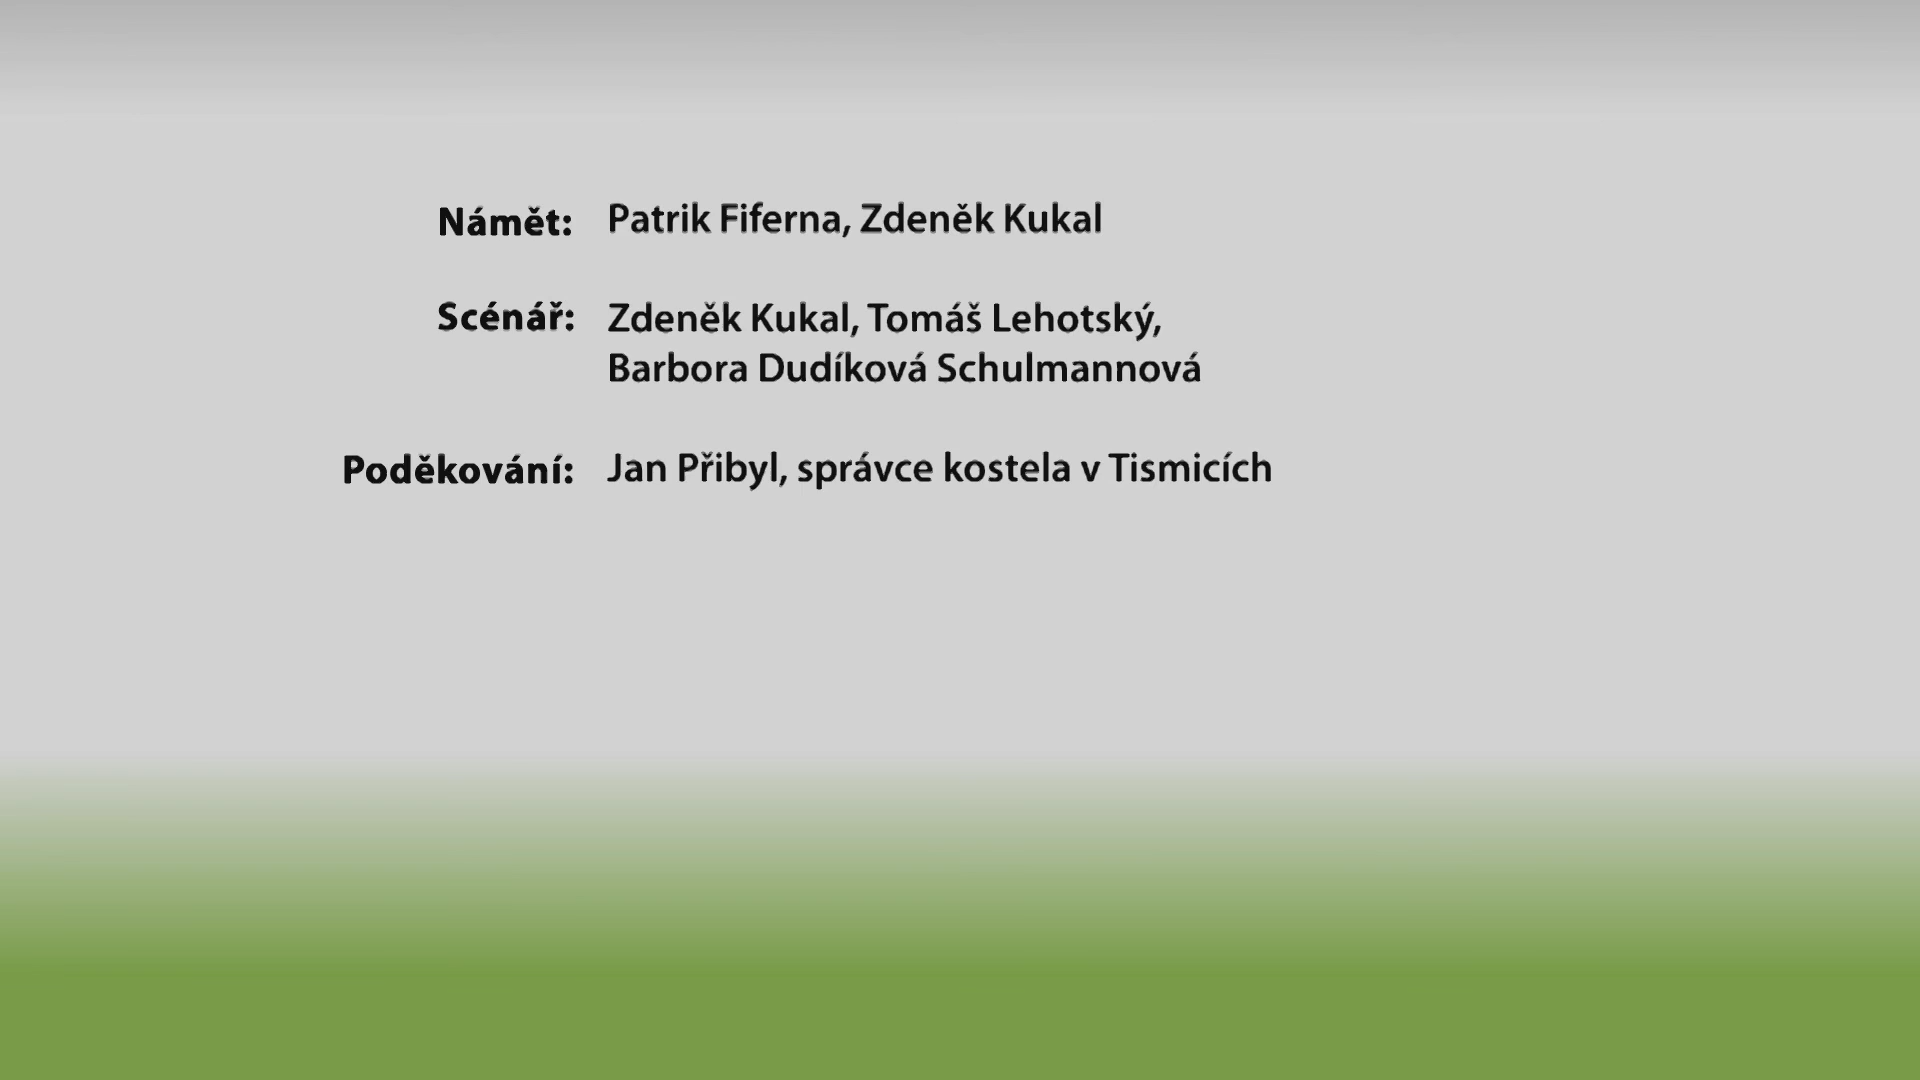 Námět: Patrik Fiferna, Zdeněk Kukal
Scénář: Zdeněk Kukal, Tomáš Lehotský,
Barbora Dudíková Schulmannová
Poděkování: Jan Přibyl, správce kostela v Tismicích